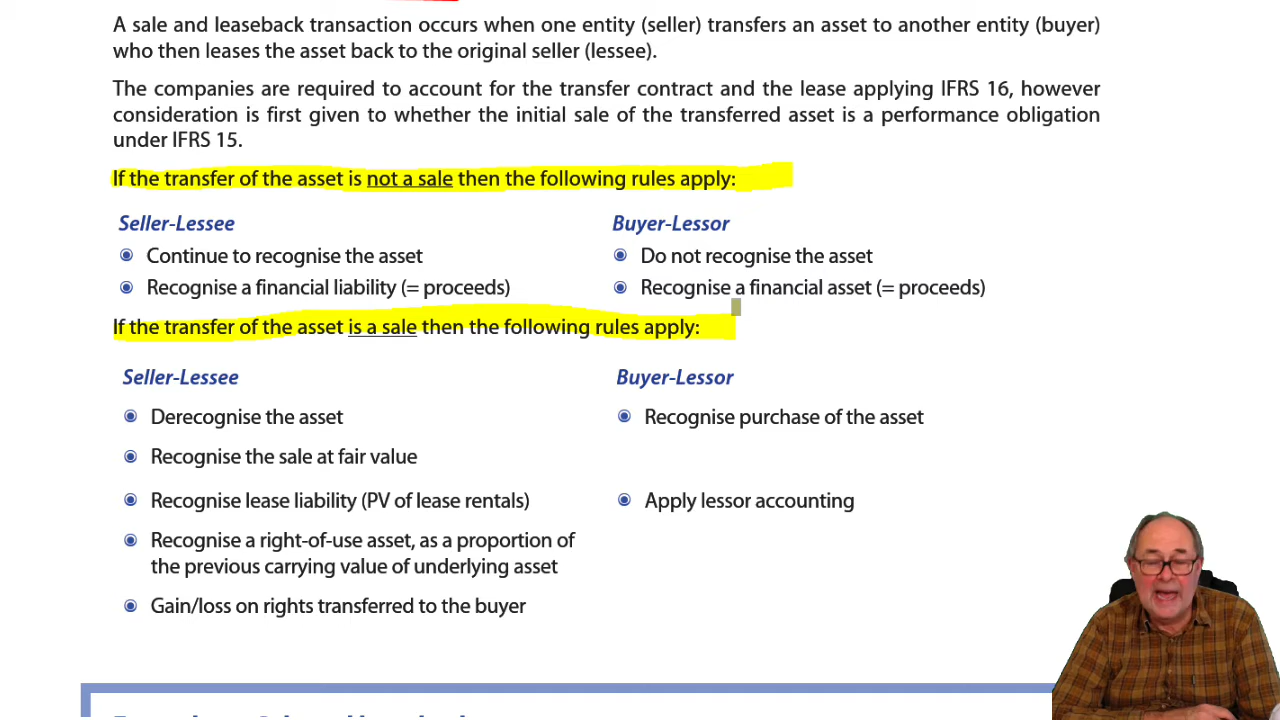 A sale and leaseback transaction occurs when one entity (seller) transfers an asset to another entity (buyer)
who then leases the asset back to the original seller (lessee).
The companies are required to account for the transfer contract and the lease applying IFRS 16, however
consideration is first given to whether the initial sale of the transferred asset is a performance obligation
under IFRS 15.
If the transfer of the asset is not a sale then the following rules apply:
Seller-Lessee
Continue to recognise the asset
Recognise a financial liability (= proceeds)
Buyer-Lessor
Do not recognise the asset
Recognise a financial asset (= proceeds)
If the transfer of the asset is a sale then the following rules apply:
Seller-Lessee
Derecognise the asset
Recognise the sale at fair value
Recognise lease liability (PV of lease rentals)
Recognise a right-of-use asset, as a proportion of
the previous carrying value of underlying asset
Gain/loss on rights transferred to the buyer
Buyer-Lessor
Recognise purchase of the asset
Apply lessor accounting